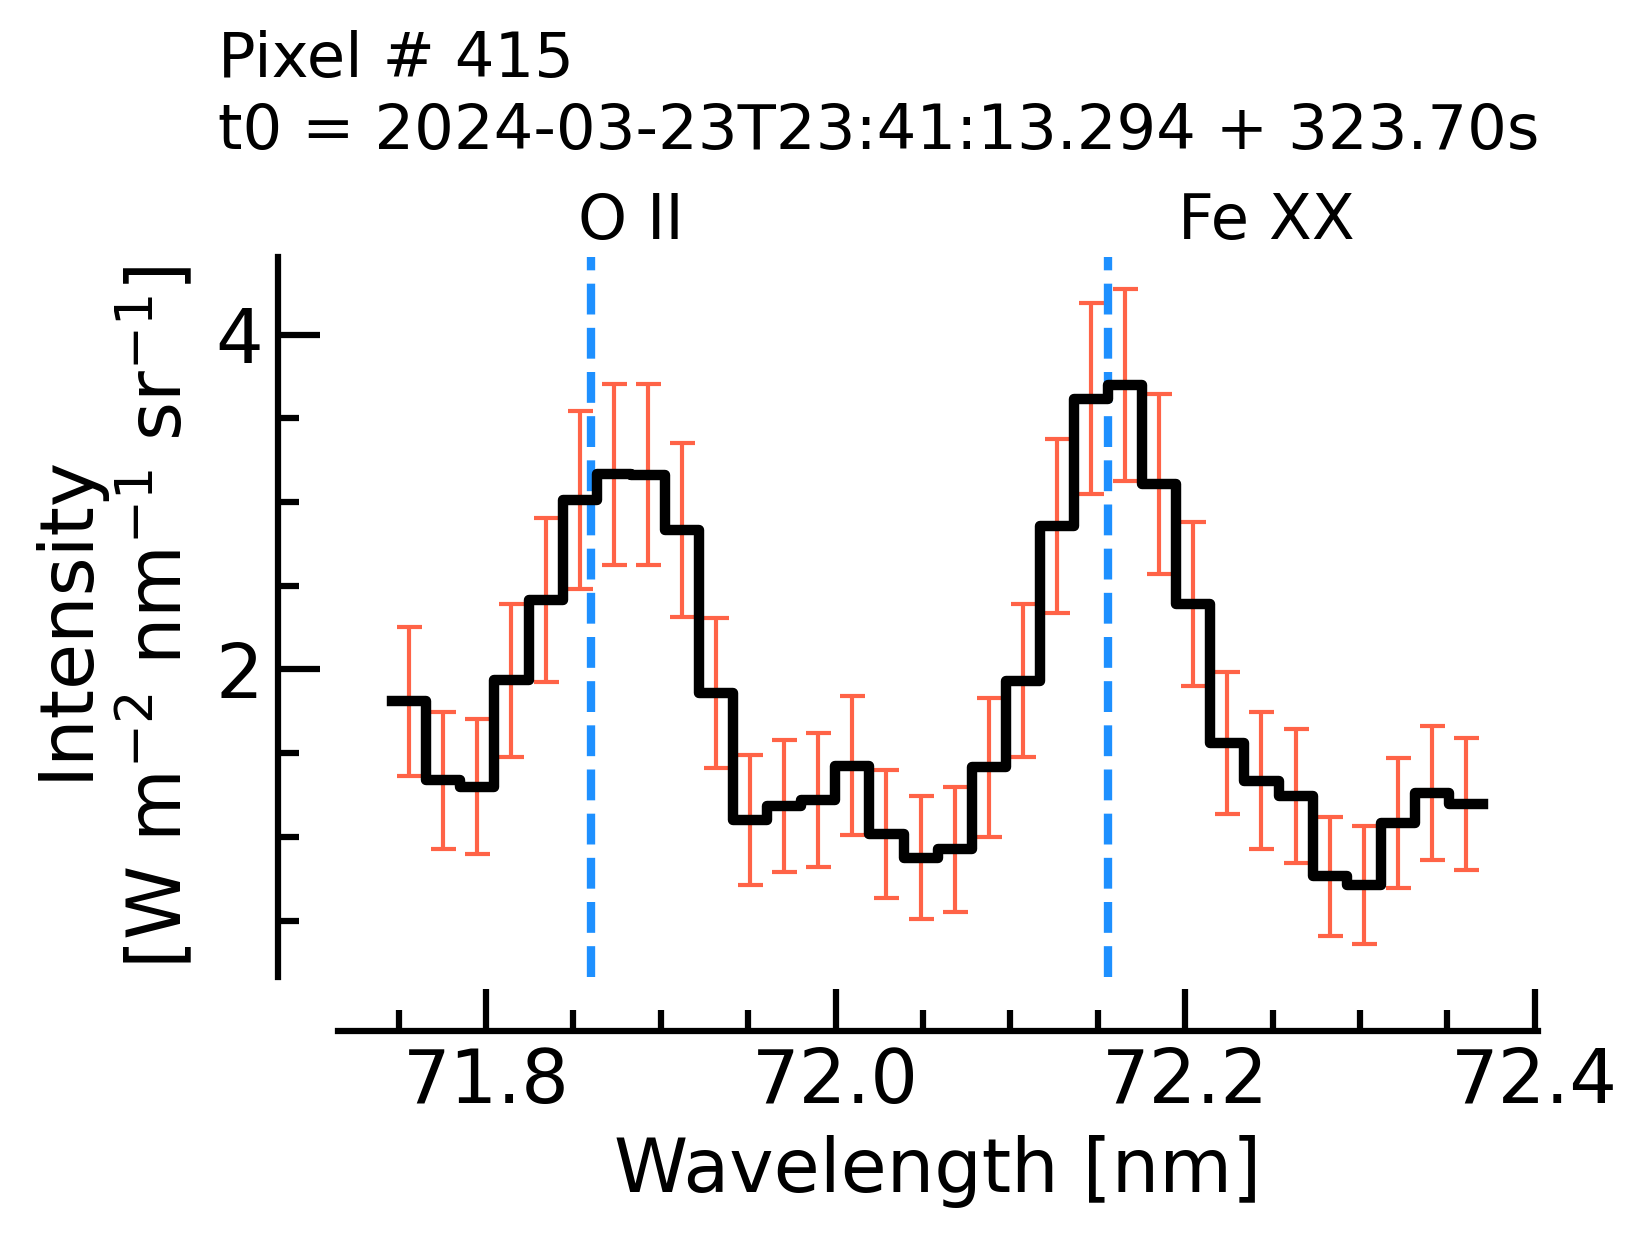 Pixel # 415
t0 = 2024-03-23T23:41:13.294 + 323.70s
O II
Fe XX
Intensity
[W m⁻² nm⁻¹ sr⁻¹]
4
2
71.8
72.0
72.2
72.4
Wavelength [nm]